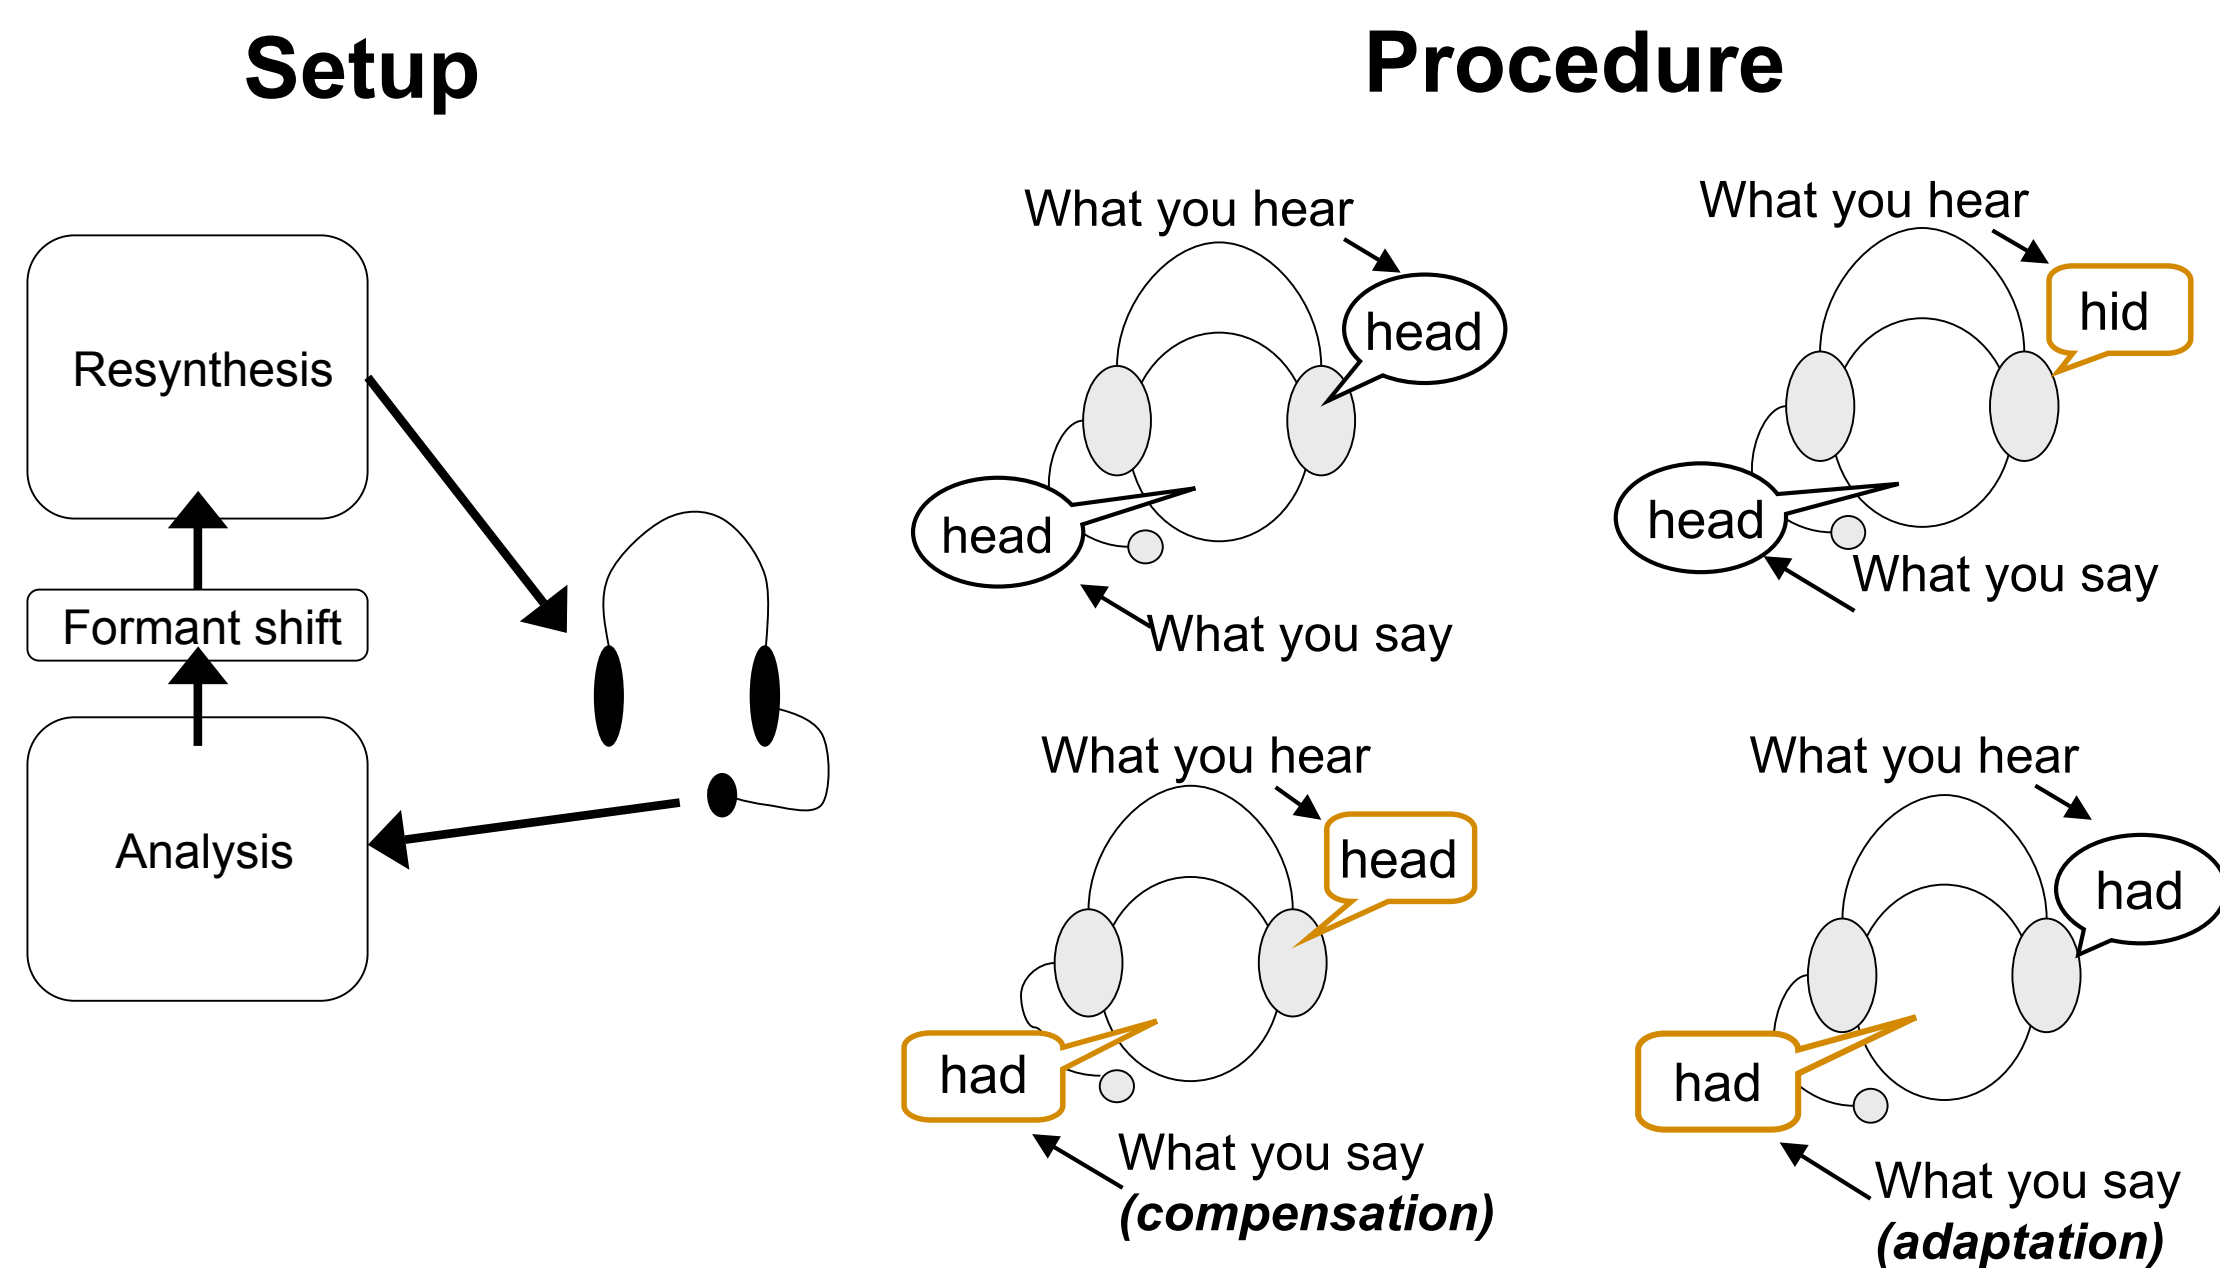 Setup
Resynthesis
Formant shift
Analysis
Procedure
What you hear
head
head
What you say
What you hear
hid
head
What you say
What you hear
head
had
What you say
(compensation)
What you hear
had
had
What you say
(adaptation)